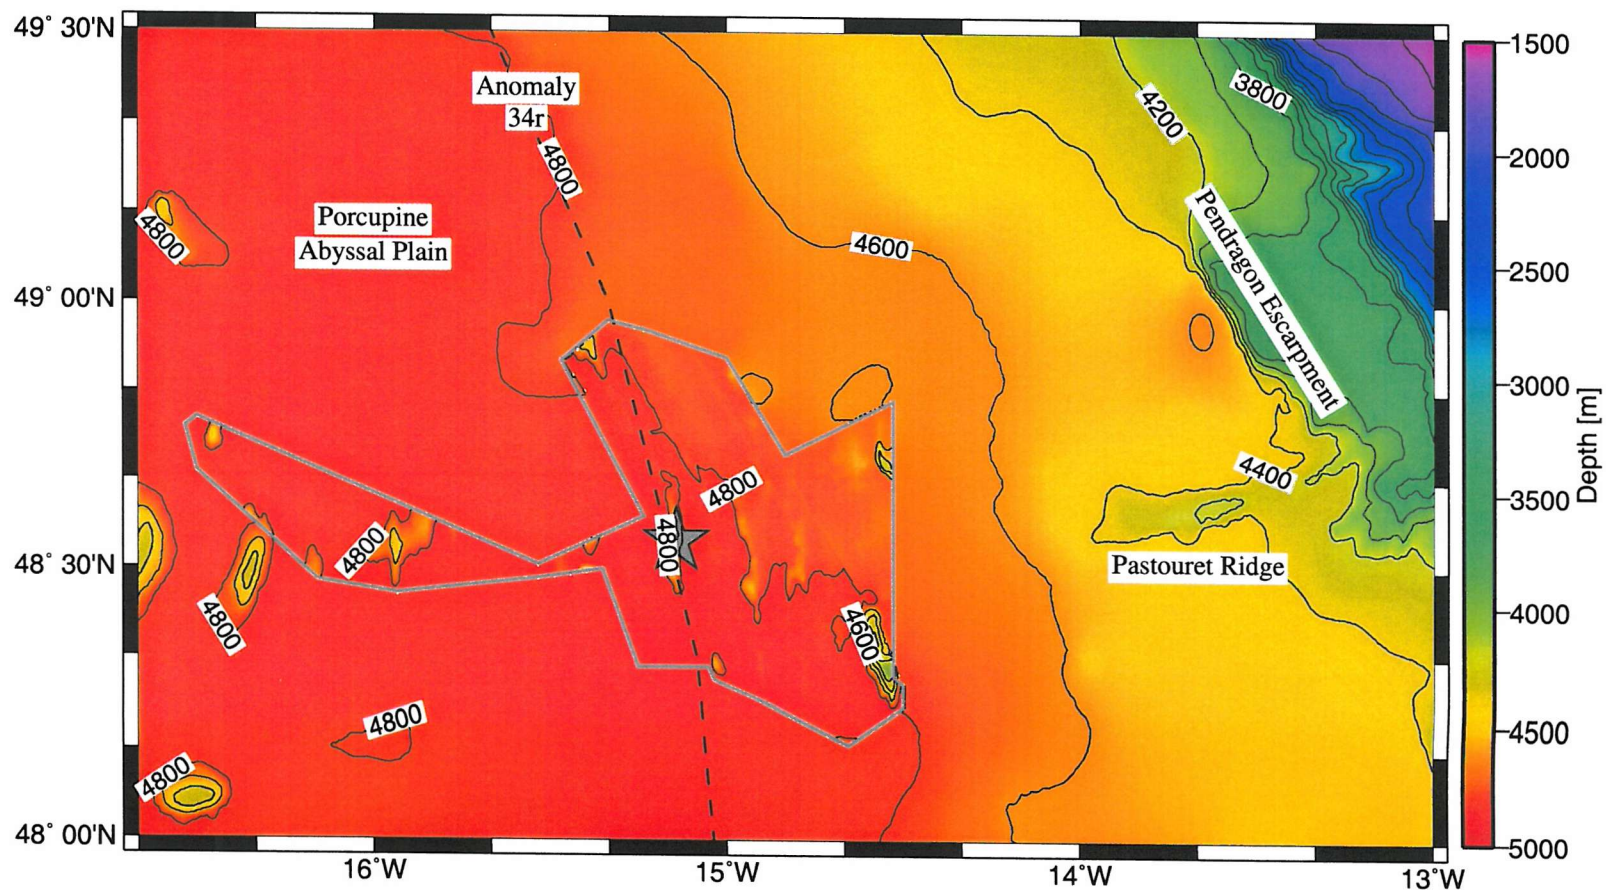 49° 30'N
1500
Anomaly
34r
3800
4200
4800
2000
Porcupine
Abyssal Plain
4800
4600
2500
49° 00'N
Pendragon Escarpment
3000
Depth [m]
4400
4800
3500
4800
4800
48° 30'N
Pastouret Ridge
4800
4600
4000
4800
4500
4800
48° 00'N
5000
16°W
15°W
14°W
13°W